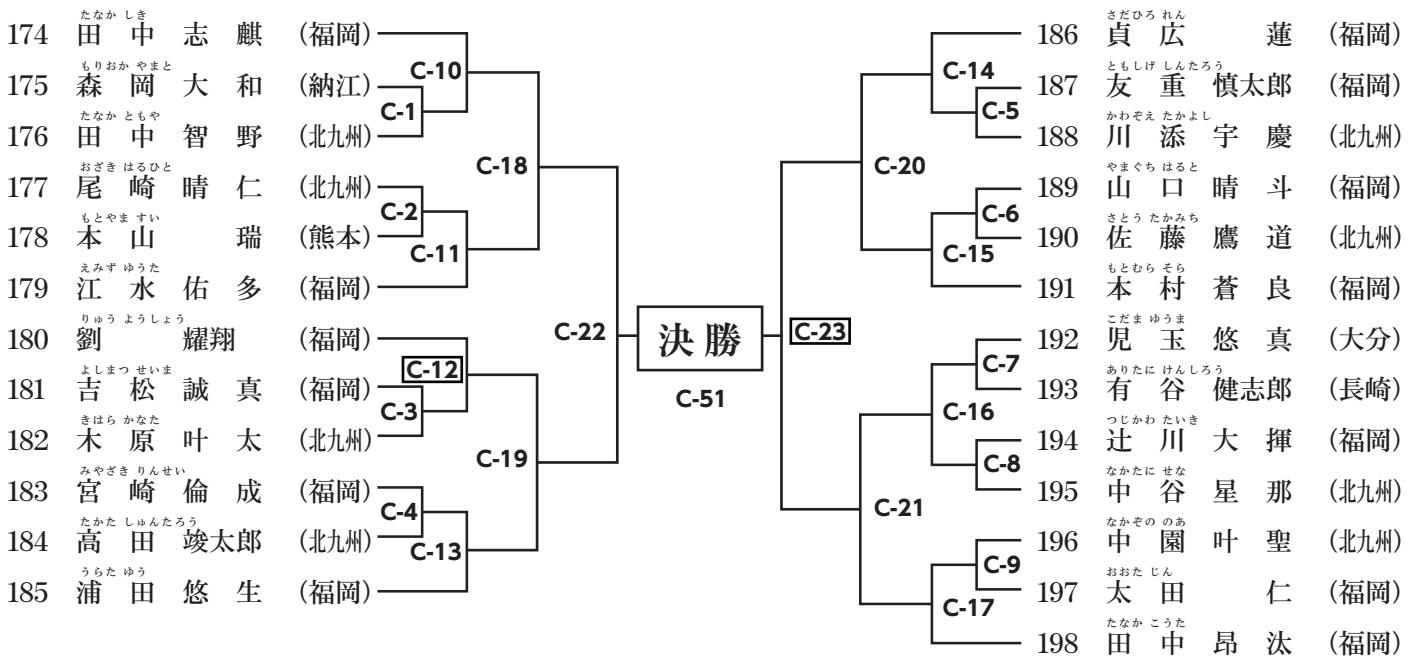 たなか しき
174 田中志麒 (福岡)
もりおか やまと
175 森岡大和 (納江)
たなか ともや
176 田中智野 (北九州)
おざき はるひと
177 尾崎晴仁 (北九州)
もとやま すい
178 本山瑞 (熊本)
えみず ゆうた
179 江水佑多 (福岡)
りゅう ようしょう
180 劉耀翔 (福岡)
よしまつ せいま
181 吉松誠真 (福岡)
きはら かなた
182 木原叶太 (北九州)
みやざき りんせい
183 宮崎倫成 (福岡)
たかた しゅんたろう
184 高田竣太郎 (北九州)
うらた ゆう
185 浦田悠生 (福岡)
C-10
C-1
C-18
C-2
C-11
C-22
C-12
C-3
C-19
C-4
C-13
決勝
C-51
C-23
C-14
C-5
C-20
C-6
C-15
C-7
C-16
C-8
C-21
C-9
C-17
さだひろ れん
186 貞広蓮 (福岡)
ともしげ しんたろう
187 友重慎太郎 (福岡)
かわぞえ たかよし
188 川添宇慶 (北九州)
やまぐち はると
189 山口晴斗 (福岡)
さとう たかみち
190 佐藤鷹道 (北九州)
もとむら そら
191 本村蒼良 (福岡)
こだま ゆうま
192 児玉悠真 (大分)
ありたに けんしろう
193 有谷健志郎 (長崎)
つじかわ たいき
194 辻川大揮 (福岡)
なかたに せな
195 中谷星那 (北九州)
なかぞの のあ
196 中園叶聖 (北九州)
おおた じん
197 太田仁 (福岡)
たなか こうた
198 田中昂汰 (福岡)